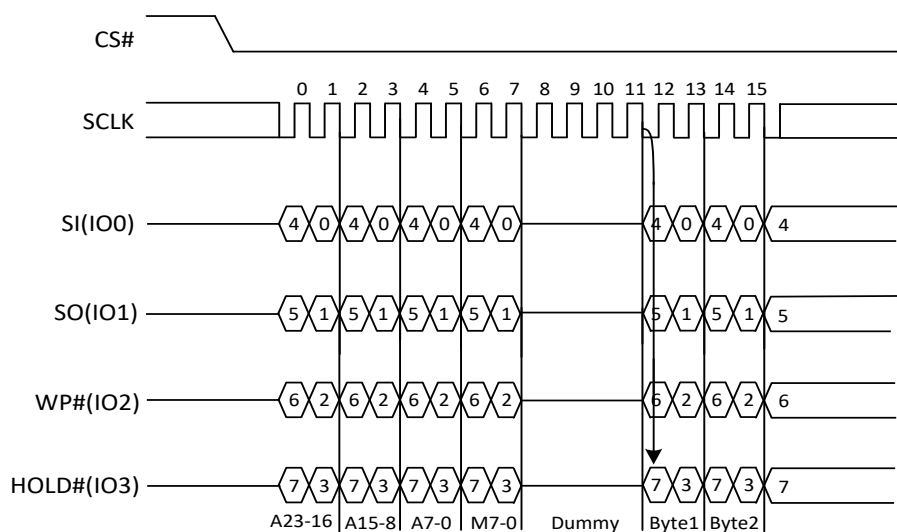 CS#
0 1 2 3 4 5 6 7 8 9 10 11 12 13 14 15
SCLK
SI(IO0) 4 0 4 0 4 0 4 0 4 0 4 0 4
SO(IO1) 5 1 5 1 5 1 5 1 5 1 5 1 5
WP#(IO2) 6 2 6 2 6 2 6 2 6 2 6 2 6
HOLD#(IO3) 7 3 7 3 7 3 7 3 7 3 7 3 7
A23-16 A15-8 A7-0 M7-0 Dummy Byte1 Byte2